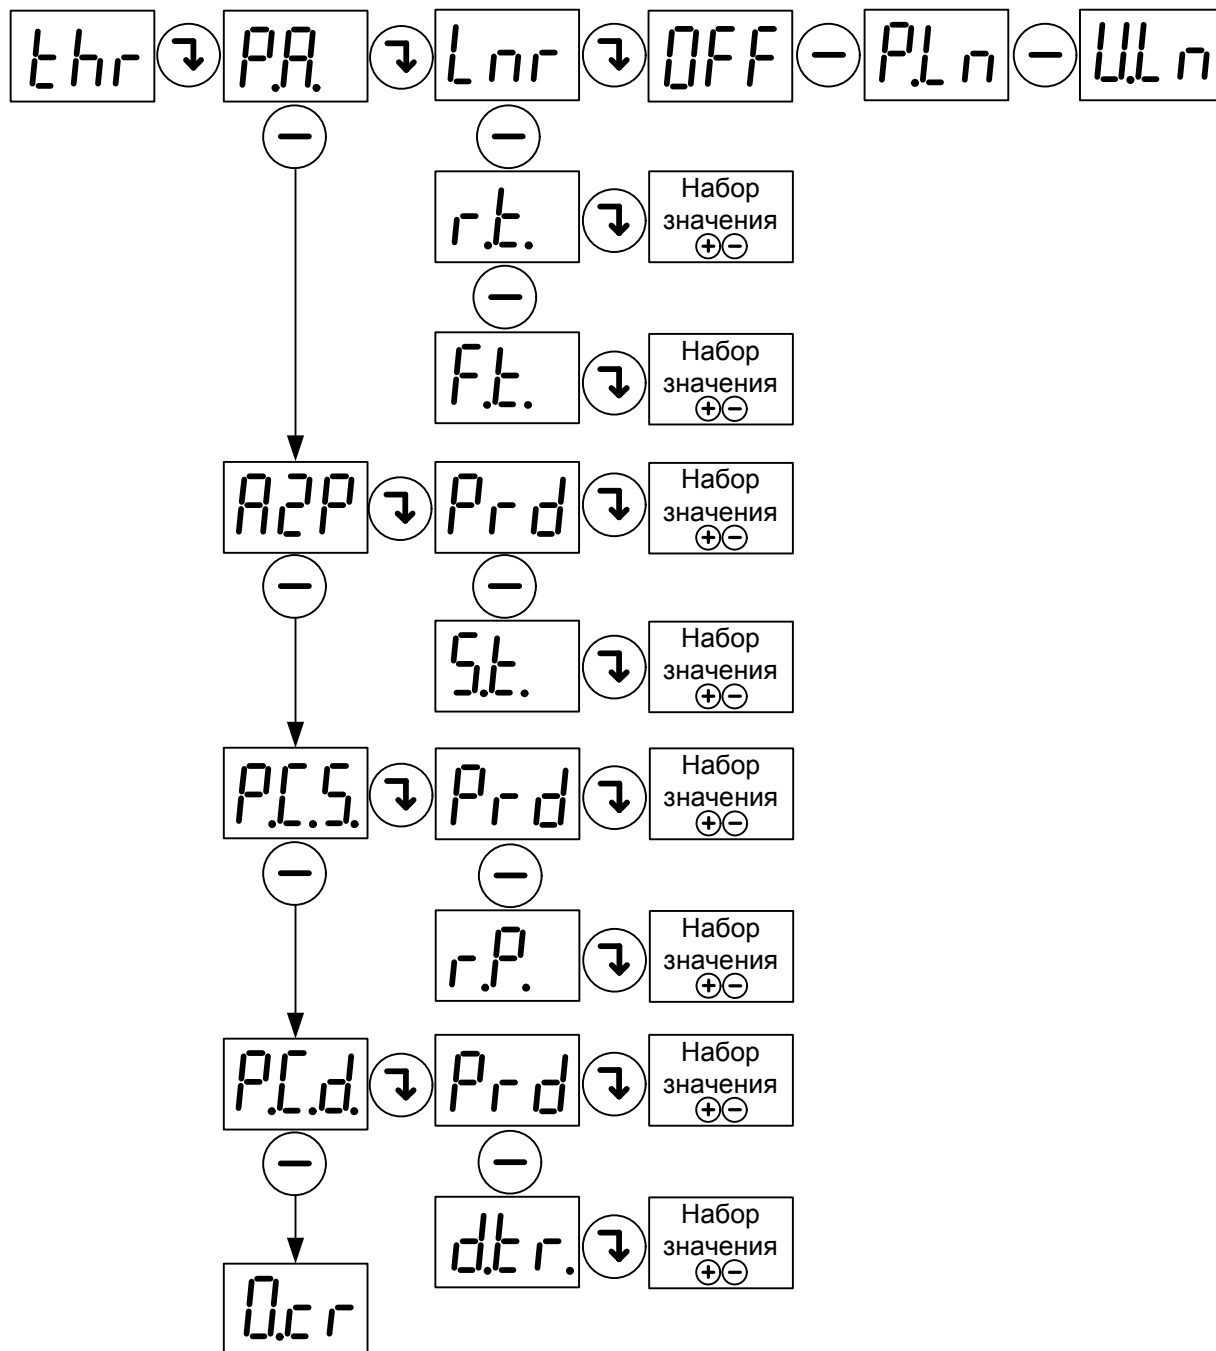 thr P.A. Lnr OFF P.Ln U.Ln
r.t. Набор
значения
F.t. Набор
значения
A2P Prd Набор
значения
S.t. Набор
значения
P.C.S. Prd Набор
значения
r.P. Набор
значения
P.C.d. Prd Набор
значения
d.t r. Набор
значения
O.cr